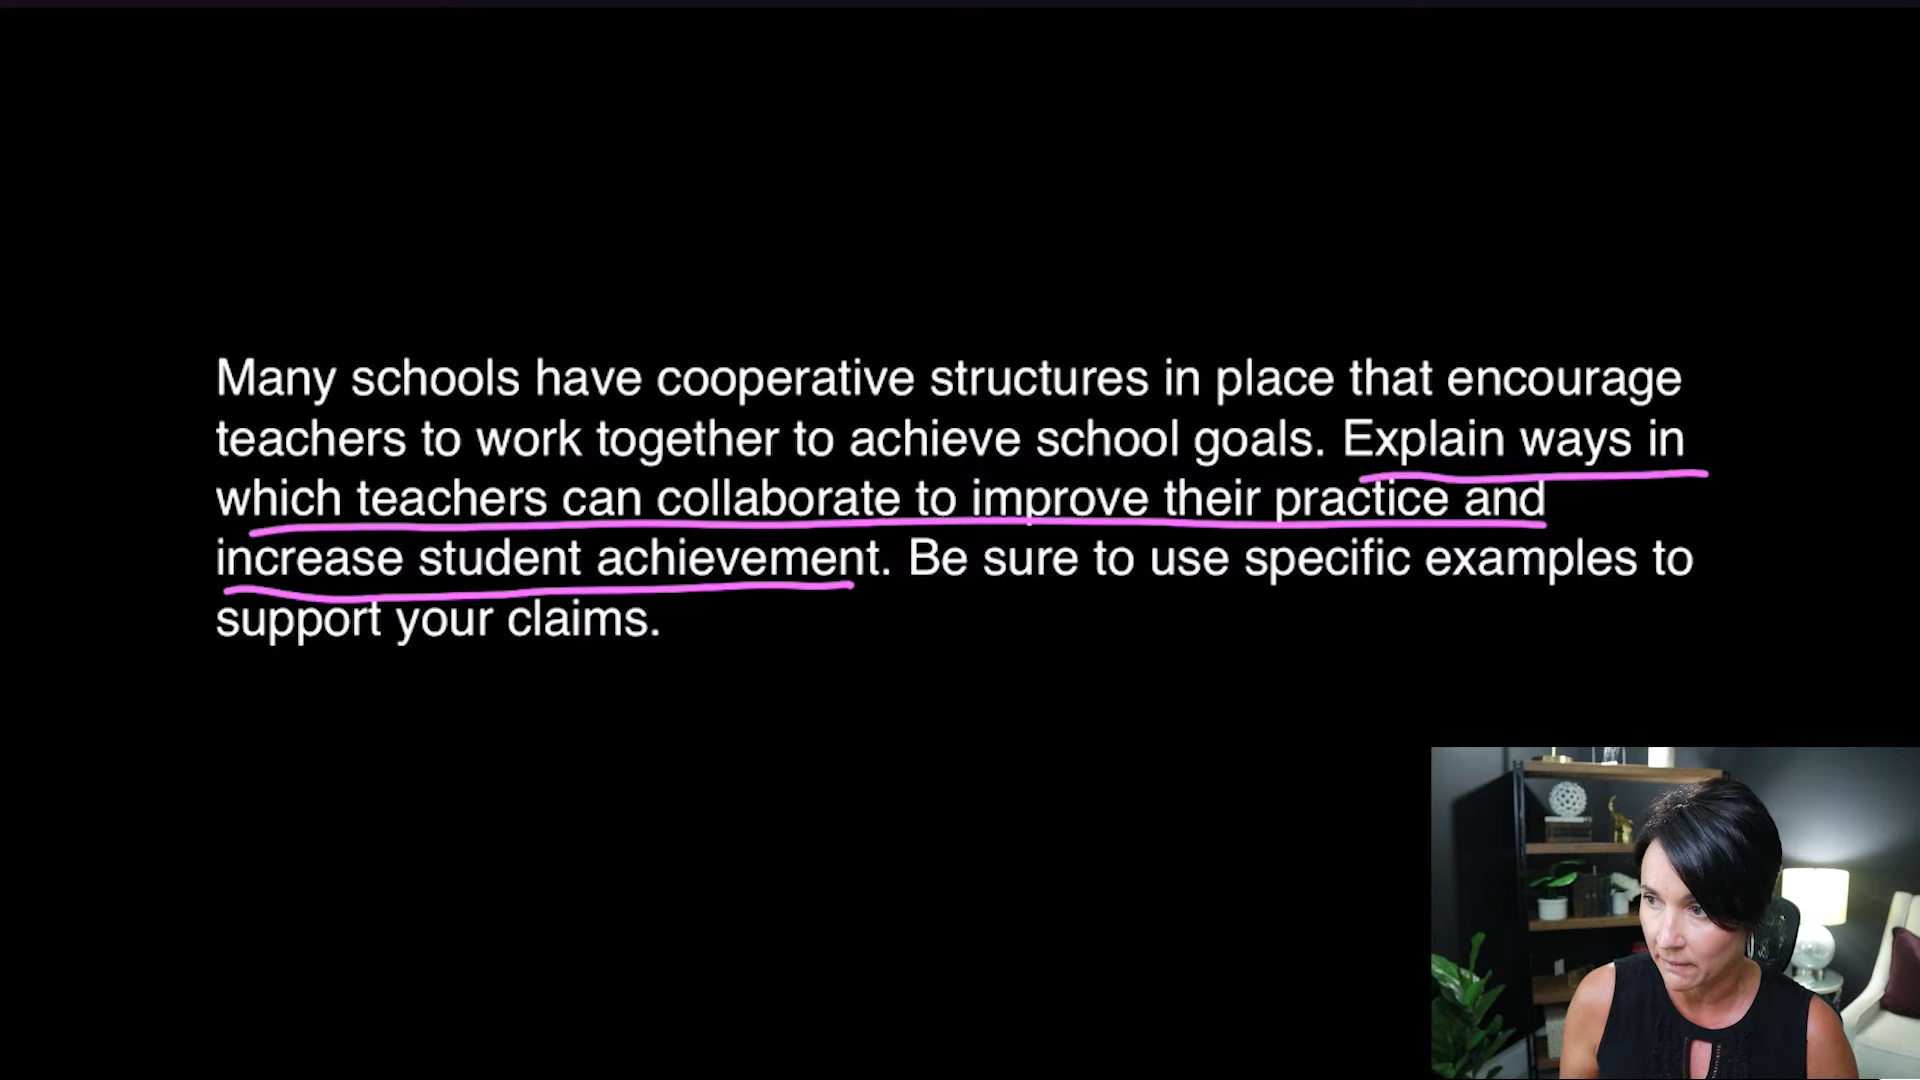 Many schools have cooperative structures in place that encourage
teachers to work together to achieve school goals. Explain ways in
which teachers can collaborate to improve their practice and
increase student achievement. Be sure to use specific examples to
support your claims.